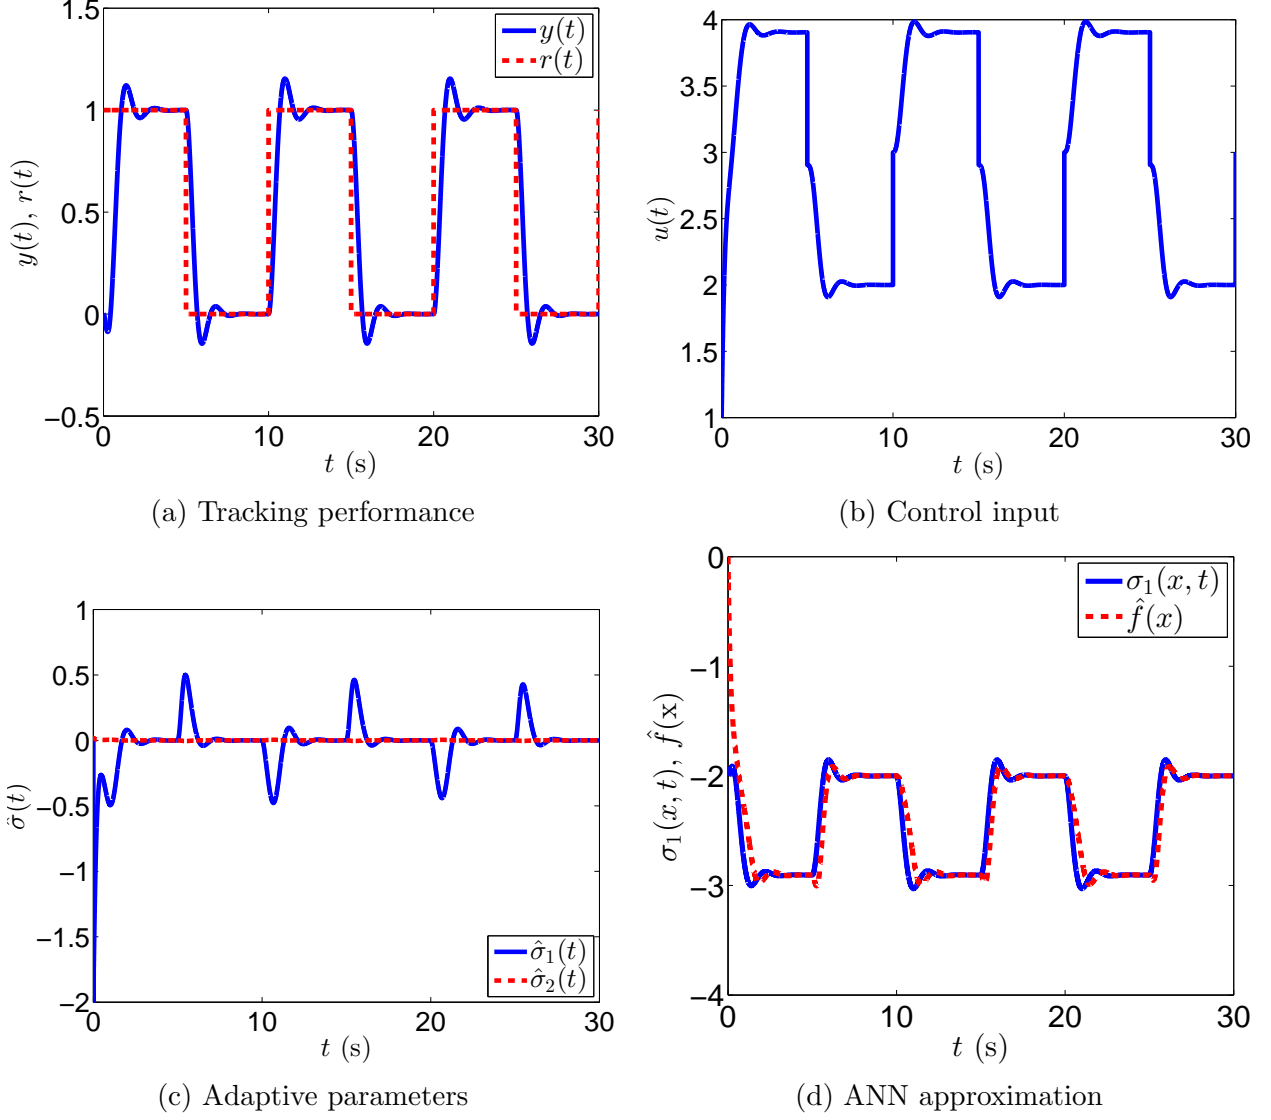 1.5
1
0.5
0
−0.5
y(t), r(t)
y(t)
r(t)
0 10 20 30
t (s)
(a) Tracking performance
4
3.5
3
2.5
2
1.5
1
u(t)
0 10 20 30
t (s)
(b) Control input
1
0.5
0
−0.5
−1
−1.5
−2
σ̂(t)
σ̂₁(t)
σ̂₂(t)
0 10 20 30
t (s)
(c) Adaptive parameters
0
−1
−2
−3
−4
σ₁(x, t), f̂(x)
σ₁(x, t)
f̂(x)
0 10 20 30
t (s)
(d) ANN approximation